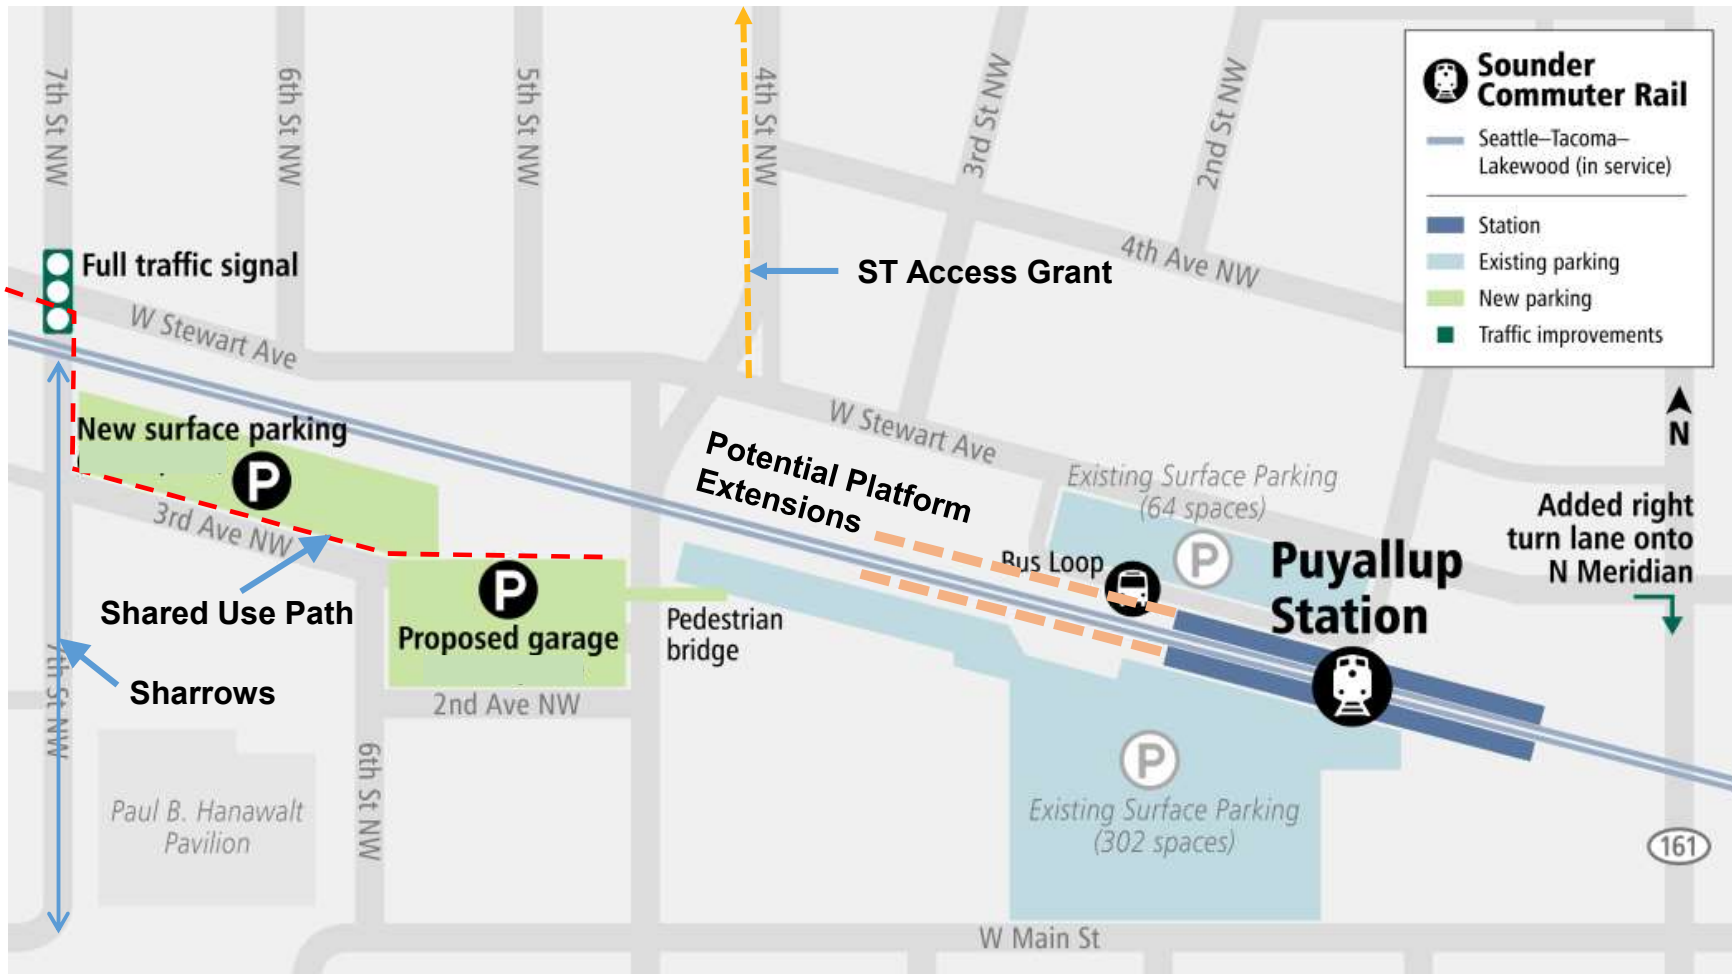 7th St NW
6th St NW
5th St NW
4th St NW
3rd St NW
2nd St NW
4th Ave NW
Sounder
Commuter Rail
Seattle–Tacoma–
Lakewood (in service)
Station
Existing parking
New parking
Traffic improvements
N
Full traffic signal
W Stewart Ave
ST Access Grant
New surface parking
P
3rd Ave NW
W Stewart Ave
Potential Platform
Extensions
Existing Surface Parking
(64 spaces)
P
Bus Loop
Puyallup
Station
Added right
turn lane onto
N Meridian
Shared Use Path
P
Proposed garage
Pedestrian
bridge
2nd Ave NW
Sharrows
7th St NW
6th St NW
Paul B. Hanawalt
Pavilion
P
Existing Surface Parking
(302 spaces)
161
W Main St